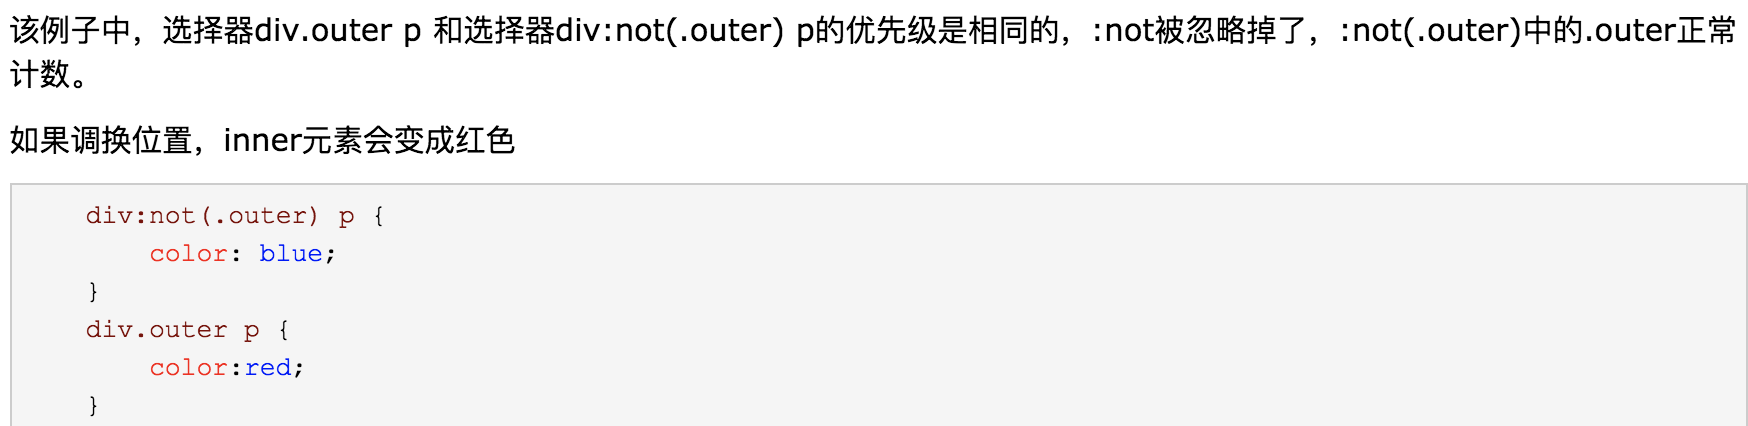 该例子中，选择器div.outer p 和选择器div:not(.outer) p的优先级是相同的，:not被忽略掉了，:not(.outer)中的.outer正常
计数。
如果调换位置，inner元素会变成红色
div:not(.outer) p {
    color: blue;
}
div.outer p {
    color:red;
}